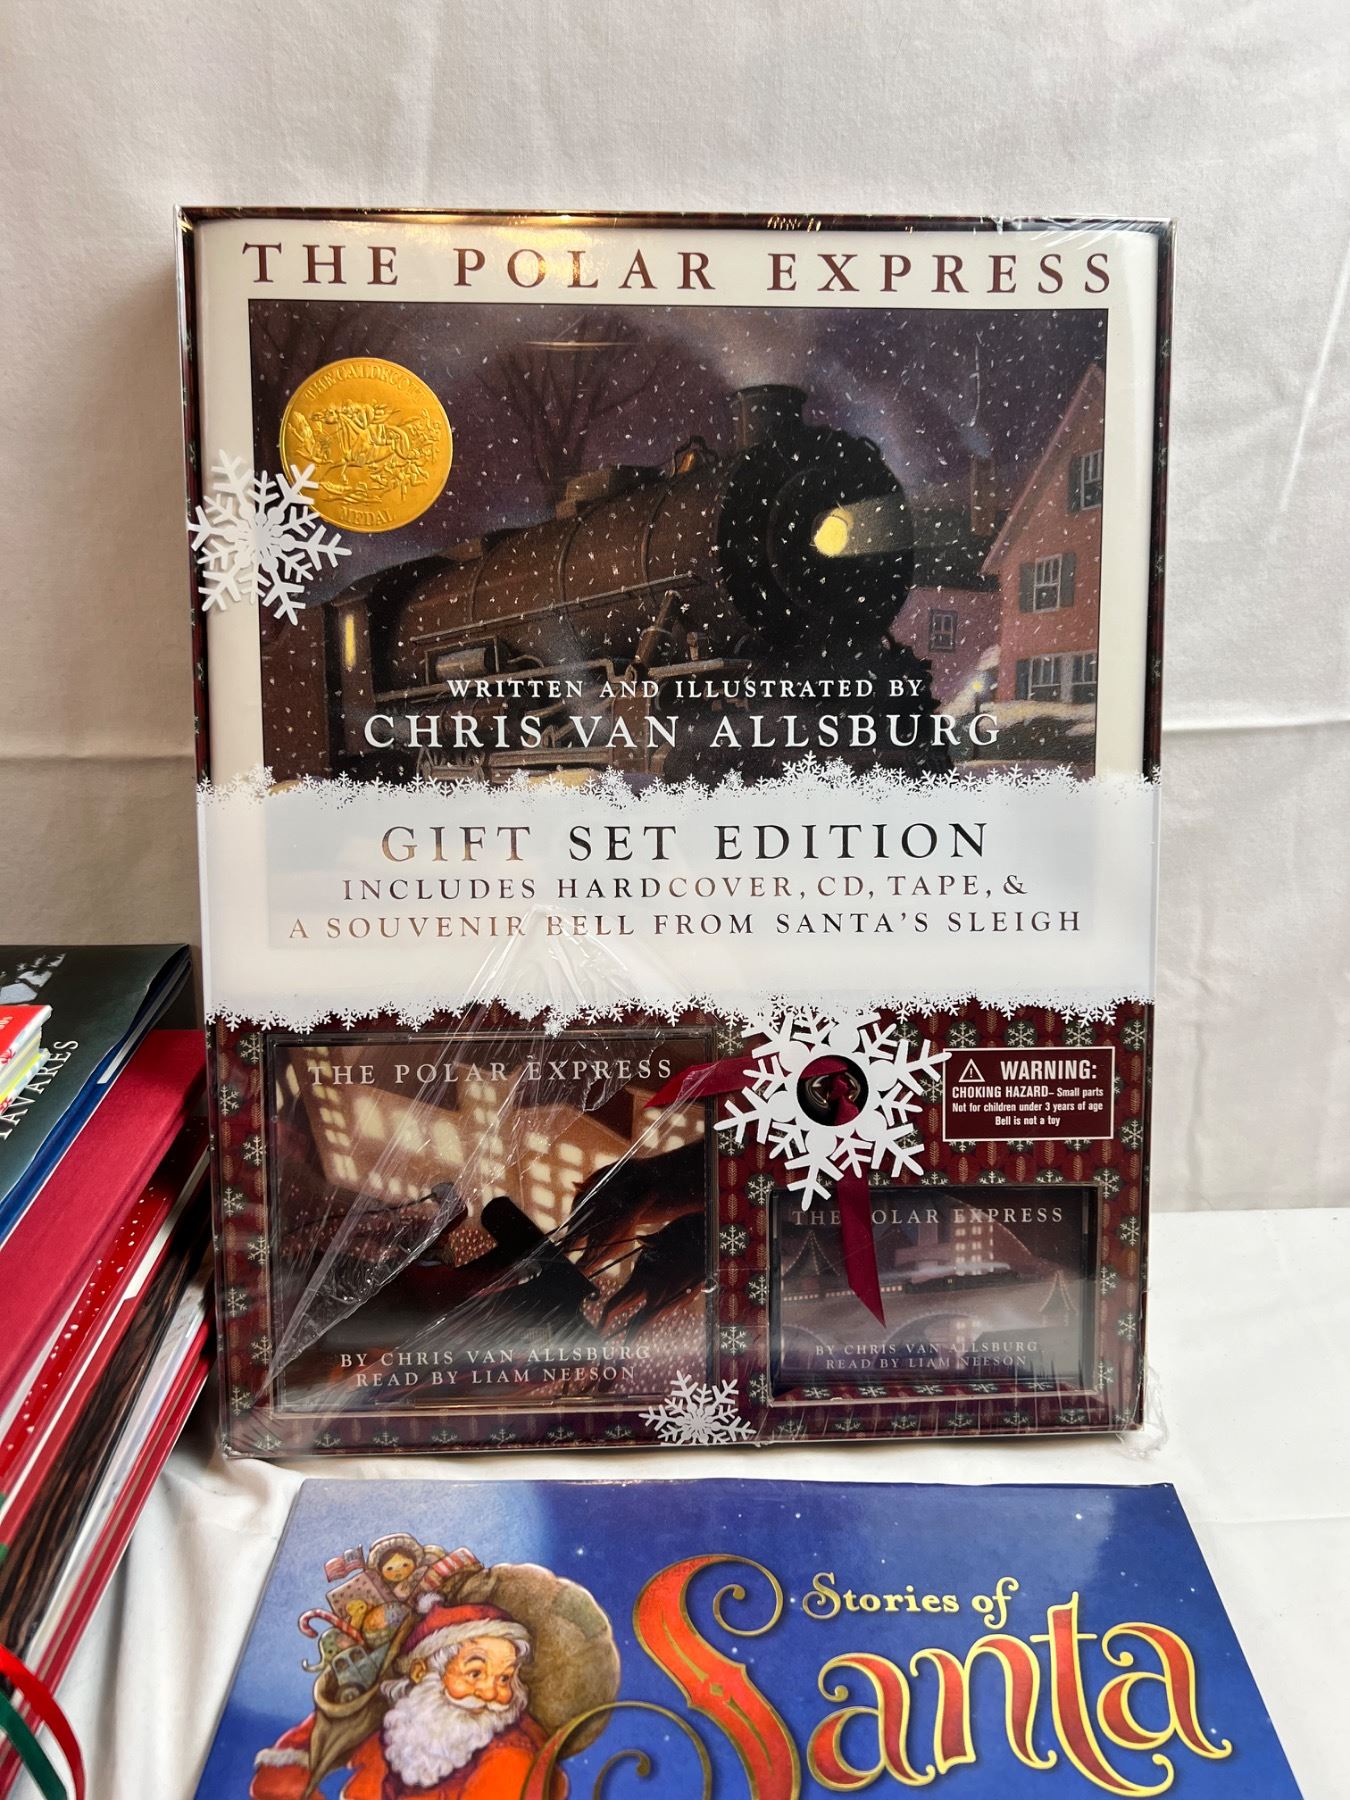 THE POLAR EXPRESS
THE CALDECOTT
MEDAL
WRITTEN AND ILLUSTRATED BY
CHRIS VAN ALLSBURG
GIFT SET EDITION
INCLUDES HARDCOVER, CD, TAPE, &
A SOUVENIR BELL FROM SANTA'S SLEIGH
THE POLAR EXPRESS
BY CHRIS VAN ALLSBURG
READ BY LIAM NEESON
WARNING:
CHOKING HAZARD– Small parts
Not for children under 3 years of age
Bell is not a toy
THE POLAR EXPRESS
BY CHRIS VAN ALLSBURG
READ BY LIAM NEESON
TAVARES
Stories of
Santa